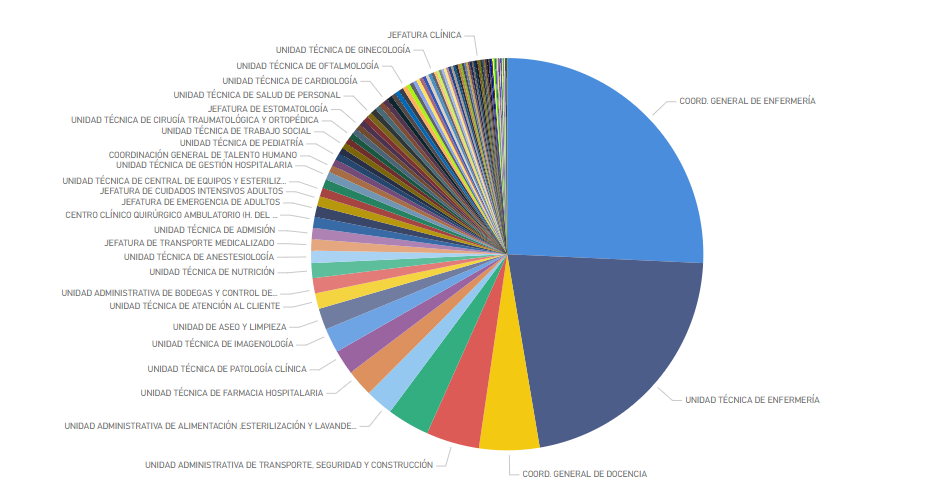 JEFATURA CLÍNICA
UNIDAD TÉCNICA DE GINECOLOGÍA
UNIDAD TÉCNICA DE OFTALMOLOGÍA
UNIDAD TÉCNICA DE CARDIOLOGÍA
UNIDAD TÉCNICA DE SALUD DE PERSONAL
JEFATURA DE ESTOMATOLOGÍA
UNIDAD TÉCNICA DE CIRUGÍA TRAUMATOLÓGICA Y ORTOPÉDICA
UNIDAD TÉCNICA DE TRABAJO SOCIAL
UNIDAD TÉCNICA DE PEDIATRÍA
COORDINACIÓN GENERAL DE TALENTO HUMANO
UNIDAD TÉCNICA DE GESTIÓN HOSPITALARIA
UNIDAD TÉCNICA DE CENTRAL DE EQUIPOS Y ESTERILIZ...
JEFATURA DE CUIDADOS INTENSIVOS ADULTOS
JEFATURA DE EMERGENCIA DE ADULTOS
CENTRO CLÍNICO QUIRÚRGICO AMBULATORIO (H. DEL ...
UNIDAD TÉCNICA DE ADMISIÓN
JEFATURA DE TRANSPORTE MEDICALIZADO
UNIDAD TÉCNICA DE ANESTESIOLOGÍA
UNIDAD TÉCNICA DE NUTRICIÓN
UNIDAD ADMINISTRATIVA DE BODEGAS Y CONTROL DE...
UNIDAD TÉCNICA DE ATENCIÓN AL CLIENTE
UNIDAD DE ASEO Y LIMPIEZA
UNIDAD TÉCNICA DE IMAGENOLOGÍA
UNIDAD TÉCNICA DE PATOLOGÍA CLÍNICA
UNIDAD TÉCNICA DE FARMACIA HOSPITALARIA
UNIDAD ADMINISTRATIVA DE ALIMENTACIÓN ,ESTERILIZACIÓN Y LAVANDE...
UNIDAD ADMINISTRATIVA DE TRANSPORTE, SEGURIDAD Y CONSTRUCCIÓN
COORD. GENERAL DE DOCENCIA
UNIDAD TÉCNICA DE ENFERMERÍA
COORD. GENERAL DE ENFERMERÍA